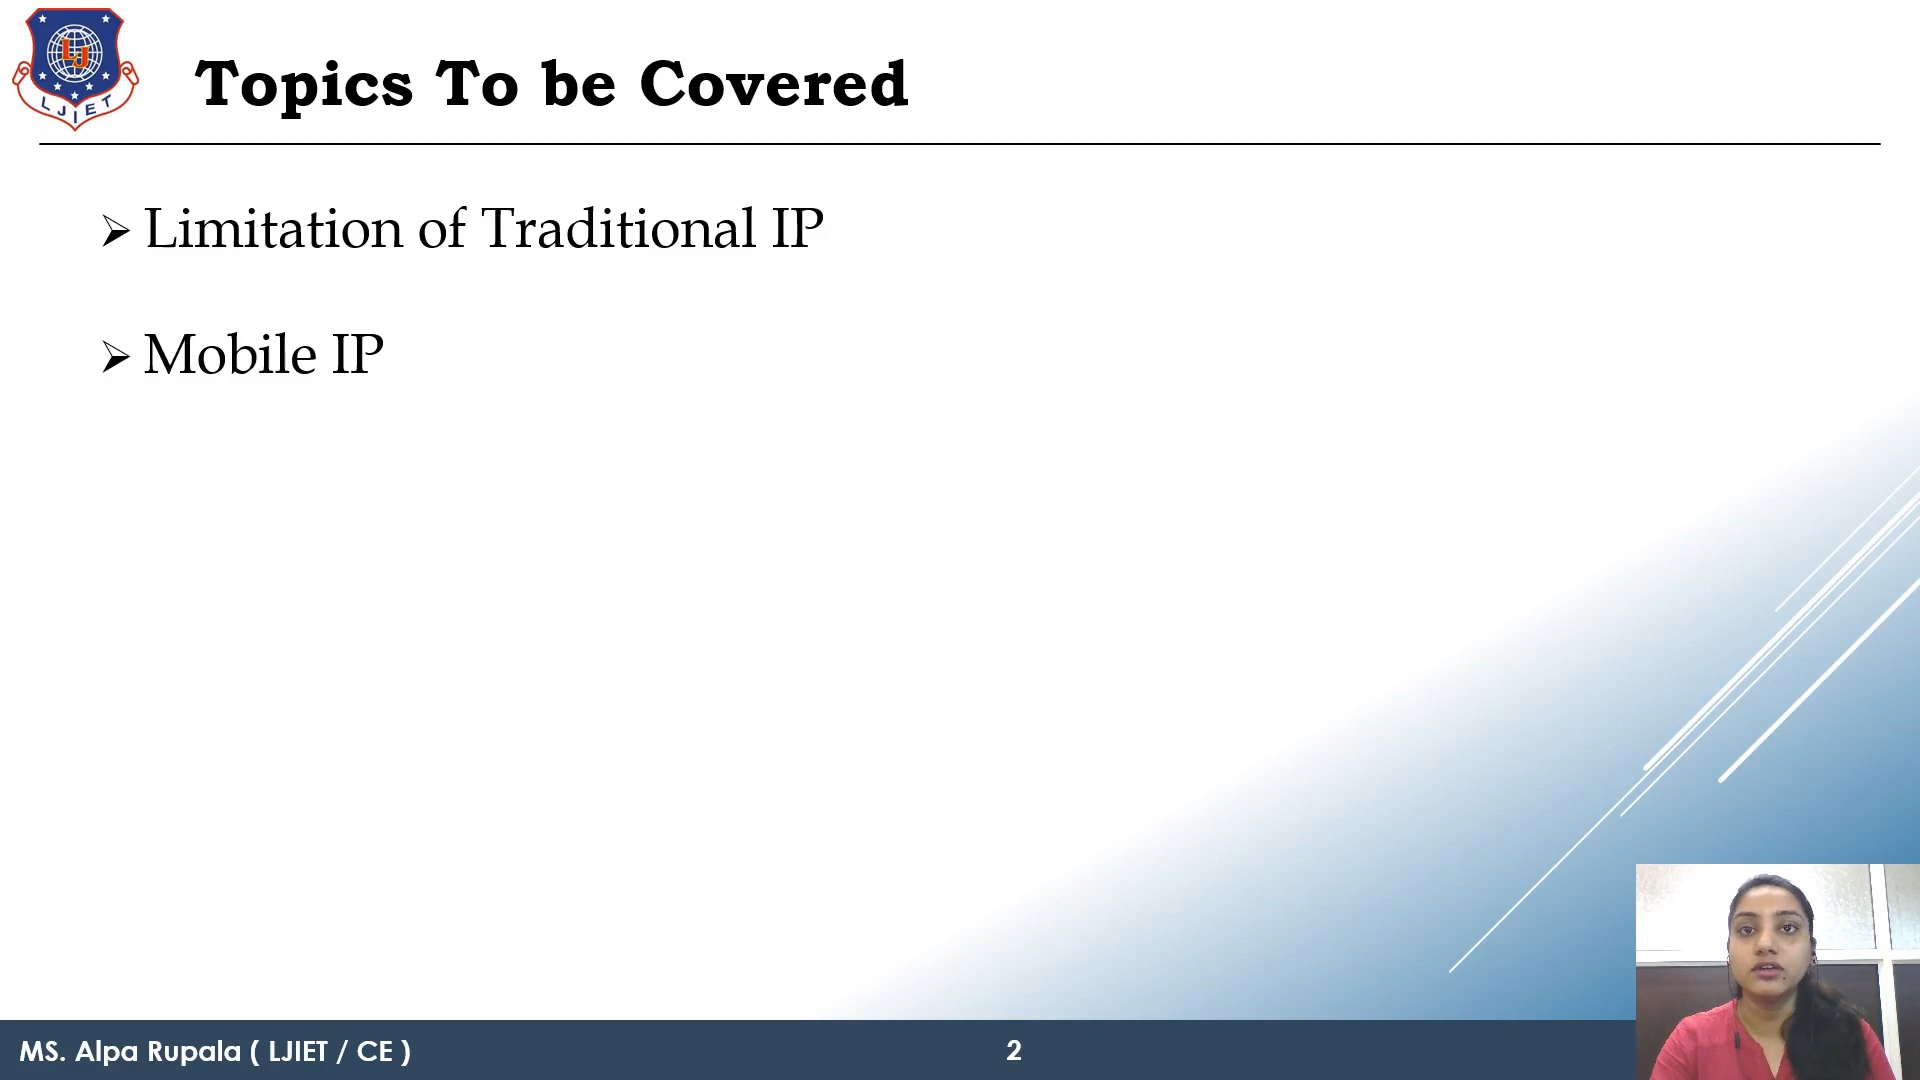 LJ
LJIET
Topics To be Covered
➢ Limitation of Traditional IP
➢ Mobile IP
MS. Alpa Rupala ( LJIET / CE )
2